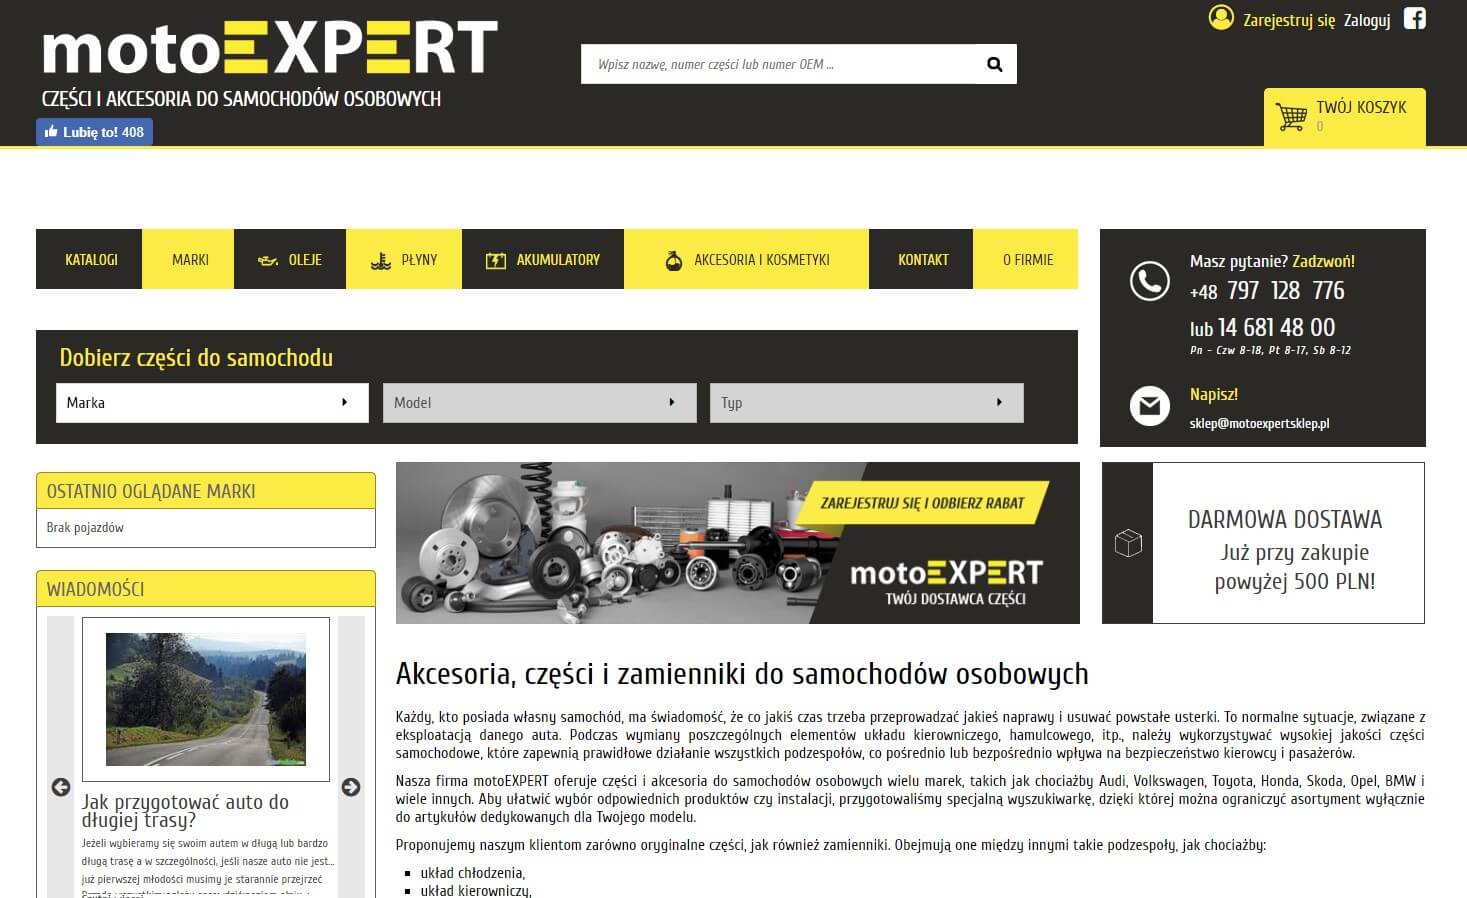 motoEXPERT
CZĘŚCI I AKCESORIA DO SAMOCHODÓW OSOBOWYCH
Lubię to! 408
Wpisz nazwę, numer części lub numer OEM ...
Zarejestruj się Zaloguj
TWÓJ KOSZYK
0
KATALOGI MARKI OLEJE PŁYNY AKUMULATORY AKCESORIA I KOSMETYKI KONTAKT O FIRMIE
Masz pytanie? Zadzwoń!
+48 797 128 776
lub 14 681 48 00
Pn - Czw 8-18, Pt 8-17, Sb 8-12
Napisz!
sklep@motoexpertsklep.pl
Dobierz części do samochodu
Marka Model Typ
OSTATNIO OGLĄDANE MARKI
Brak pojazdów
WIADOMOŚCI
Jak przygotować auto do
długiej trasy?
Jeżeli wybieramy się swoim autem w długą lub bardzo
długą trasę a w szczególności, jeśli nasze auto nie jest...
już pierwszej młodości musimy je starannie przejrzeć
ZAREJESTRUJ SIĘ I ODBIERZ RABAT
motoEXPERT
TWÓJ DOSTAWCA CZĘŚCI
DARMOWA DOSTAWA
Już przy zakupie
powyżej 500 PLN!
Akcesoria, części i zamienniki do samochodów osobowych
Każdy, kto posiada własny samochód, ma świadomość, że co jakiś czas trzeba przeprowadzać jakieś naprawy i usuwać powstałe usterki. To normalne sytuacje, związane z
eksploatacją danego auta. Podczas wymiany poszczególnych elementów układu kierowniczego, hamulcowego, itp., należy wykorzystywać wysokiej jakości części
samochodowe, które zapewnią prawidłowe działanie wszystkich podzespołów, co pośrednio lub bezpośrednio wpływa na bezpieczeństwo kierowcy i pasażerów.
Nasza firma motoEXPERT oferuje części i akcesoria do samochodów osobowych wielu marek, takich jak chociażby Audi, Volkswagen, Toyota, Honda, Skoda, Opel, BMW i
wiele innych. Aby ułatwić wybór odpowiednich produktów czy instalacji, przygotowaliśmy specjalną wyszukiwarkę, dzięki której można ograniczyć asortyment wyłącznie
do artykułów dedykowanych dla Twojego modelu.
Proponujemy naszym klientom zarówno oryginalne części, jak również zamienniki. Obejmują one między innymi takie podzespoły, jak chociażby:
układ chłodzenia,
układ kierowniczy,